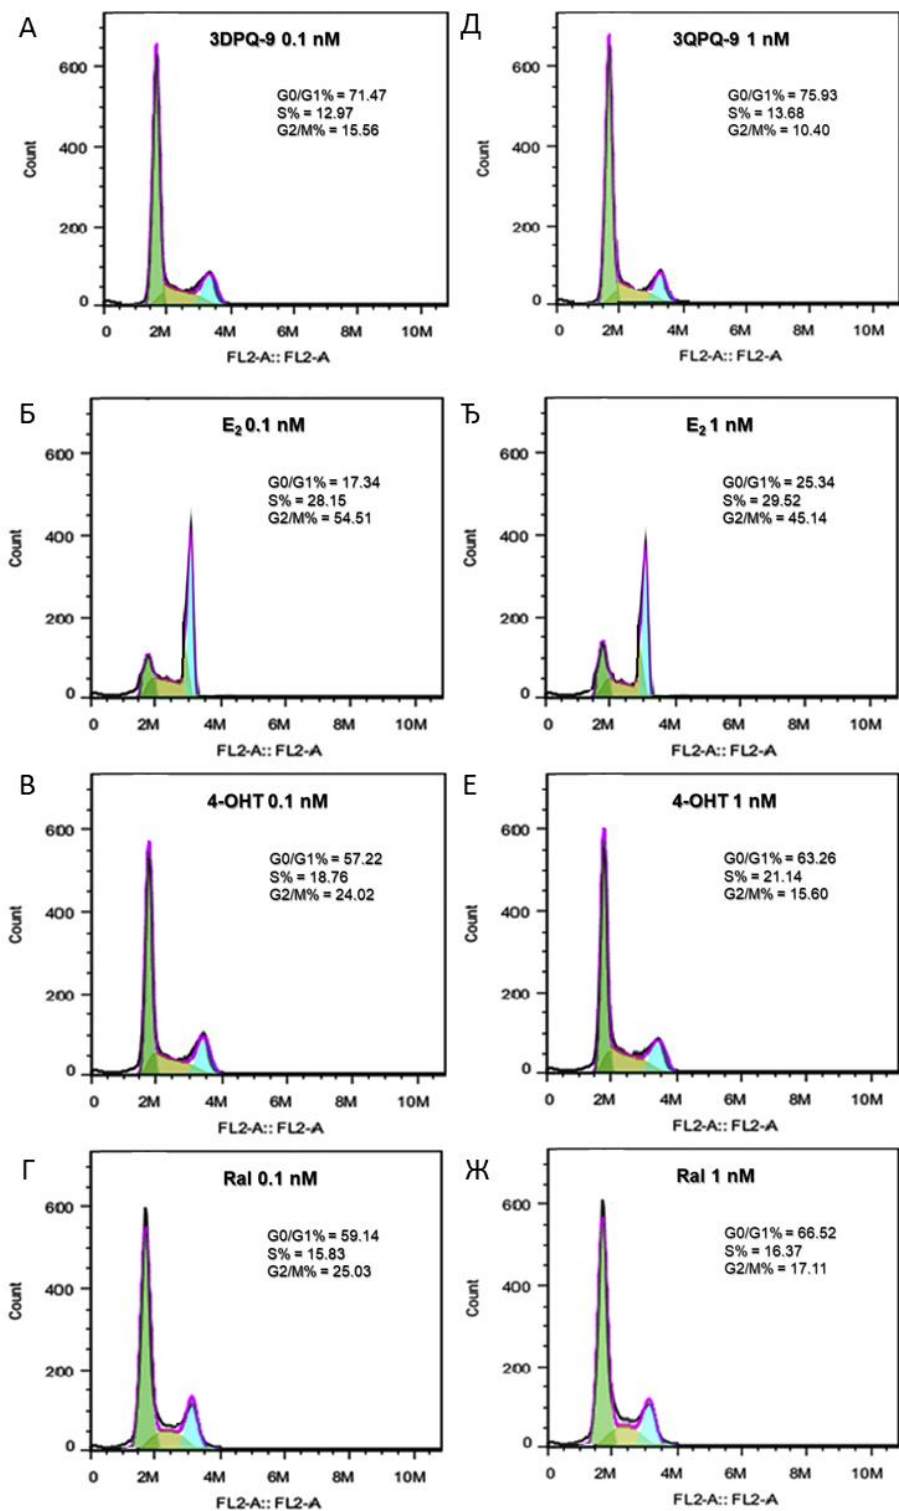 А
3DPQ-9 0.1 nM
G0/G1% = 71.47
S% = 12.97
G2/M% = 15.56
Count
600
400
200
0
0 2M 4M 6M 8M 10M
FL2-A:: FL2-A
Д
3QPQ-9 1 nM
G0/G1% = 75.93
S% = 13.68
G2/M% = 10.40
Count
600
400
200
0
0 2M 4M 6M 8M 10M
FL2-A:: FL2-A
Б
E₂ 0.1 nM
G0/G1% = 17.34
S% = 28.15
G2/M% = 54.51
Count
600
400
200
0
0 2M 4M 6M 8M 10M
FL2-A:: FL2-A
Ђ
E₂ 1 nM
G0/G1% = 25.34
S% = 29.52
G2/M% = 45.14
Count
600
400
200
0
0 2M 4M 6M 8M 10M
FL2-A:: FL2-A
В
4-OHT 0.1 nM
G0/G1% = 57.22
S% = 18.76
G2/M% = 24.02
Count
600
400
200
0
0 2M 4M 6M 8M 10M
FL2-A:: FL2-A
Е
4-OHT 1 nM
G0/G1% = 63.26
S% = 21.14
G2/M% = 15.60
Count
600
400
200
0
0 2M 4M 6M 8M 10M
FL2-A:: FL2-A
Г
Ral 0.1 nM
G0/G1% = 59.14
S% = 15.83
G2/M% = 25.03
Count
600
400
200
0
0 2M 4M 6M 8M 10M
FL2-A:: FL2-A
Ж
Ral 1 nM
G0/G1% = 66.52
S% = 16.37
G2/M% = 17.11
Count
600
400
200
0
0 2M 4M 6M 8M 10M
FL2-A:: FL2-A